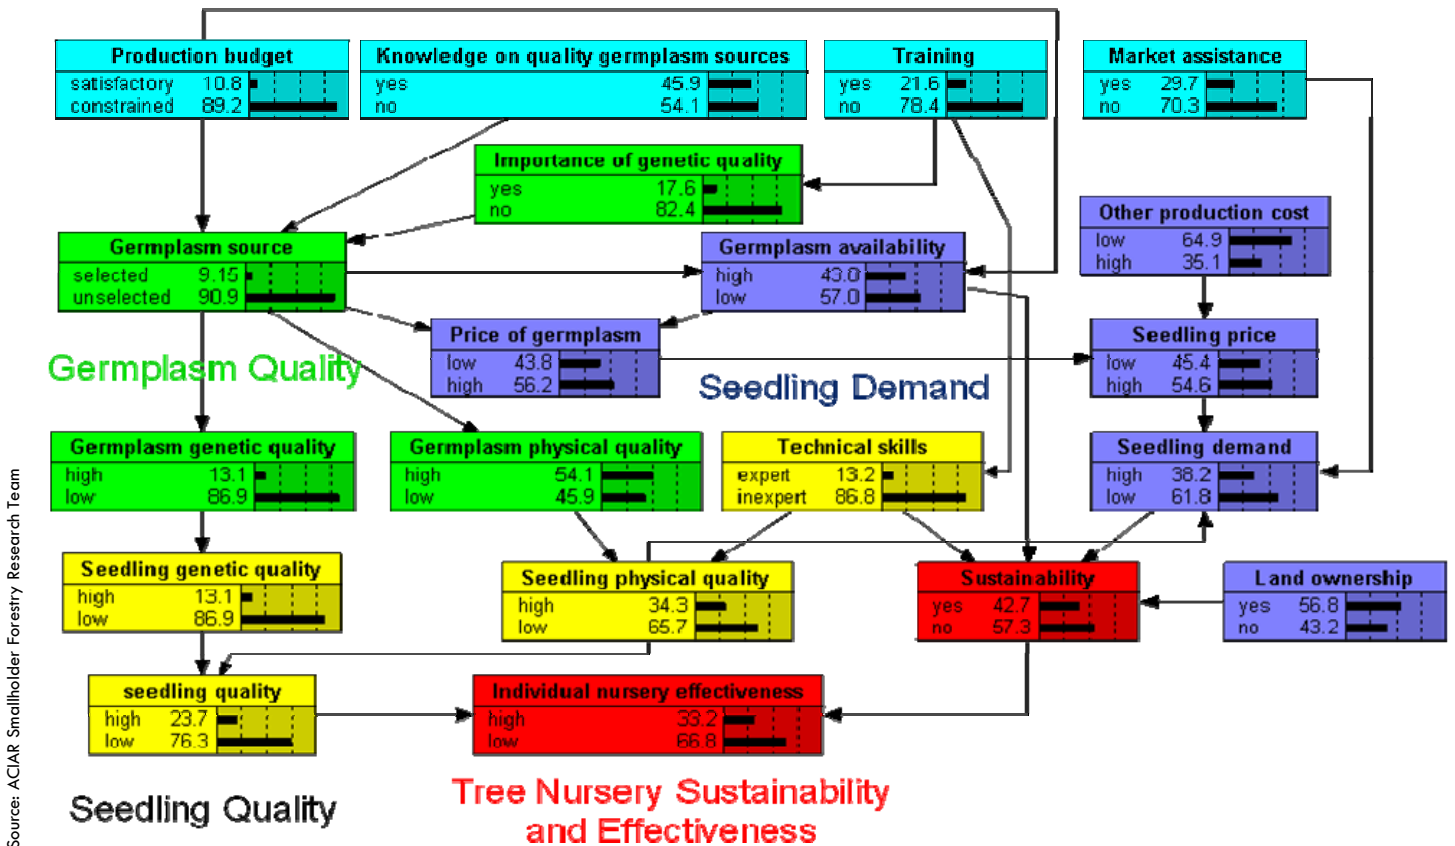 Production budget
satisfactory 10.8
constrained 89.2
Knowledge on quality germplasm sources
yes 45.9
no 54.1
Training
yes 21.6
no 78.4
Market assistance
yes 29.7
no 70.3
Importance of genetic quality
yes 17.6
no 82.4
Other production cost
low 64.9
high 35.1
Germplasm source
selected 9.15
unselected 90.9
Germplasm availability
high 43.0
low 57.0
Price of germplasm
low 43.8
high 56.2
Seedling price
low 45.4
high 54.6
Germplasm Quality
Seedling Demand
Germplasm genetic quality
high 13.1
low 86.9
Germplasm physical quality
high 54.1
low 45.9
Technical skills
expert 13.2
inexpert 86.8
Seedling demand
high 38.2
low 61.8
Seedling genetic quality
high 13.1
low 86.9
Seedling physical quality
high 34.3
low 65.7
Sustainability
yes 42.7
no 57.3
Land ownership
yes 56.8
no 43.2
seedling quality
high 23.7
low 76.3
Individual nursery effectiveness
high 33.2
low 66.8
Seedling Quality
Tree Nursery Sustainability
and Effectiveness
Source: ACIAR Smallholder Forestry Research Team